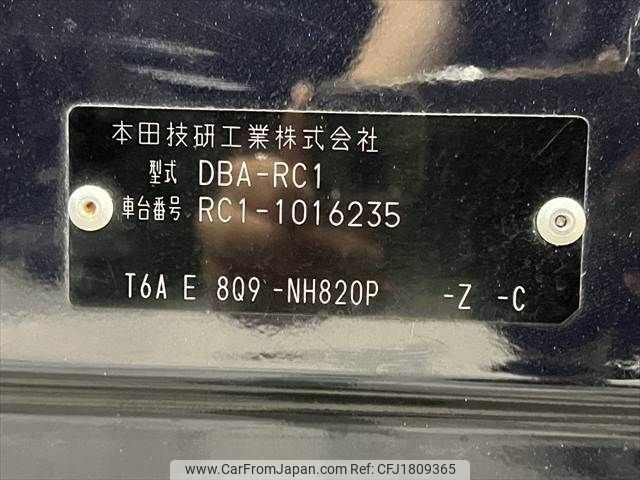 本田技研工業株式会社
型式 DBA-RC1
車台番号 RC1-1016235
T6A E 8Q9 -NH820P -Z -C
www.CarFromJapan.com | Ref No: CFJ1809365